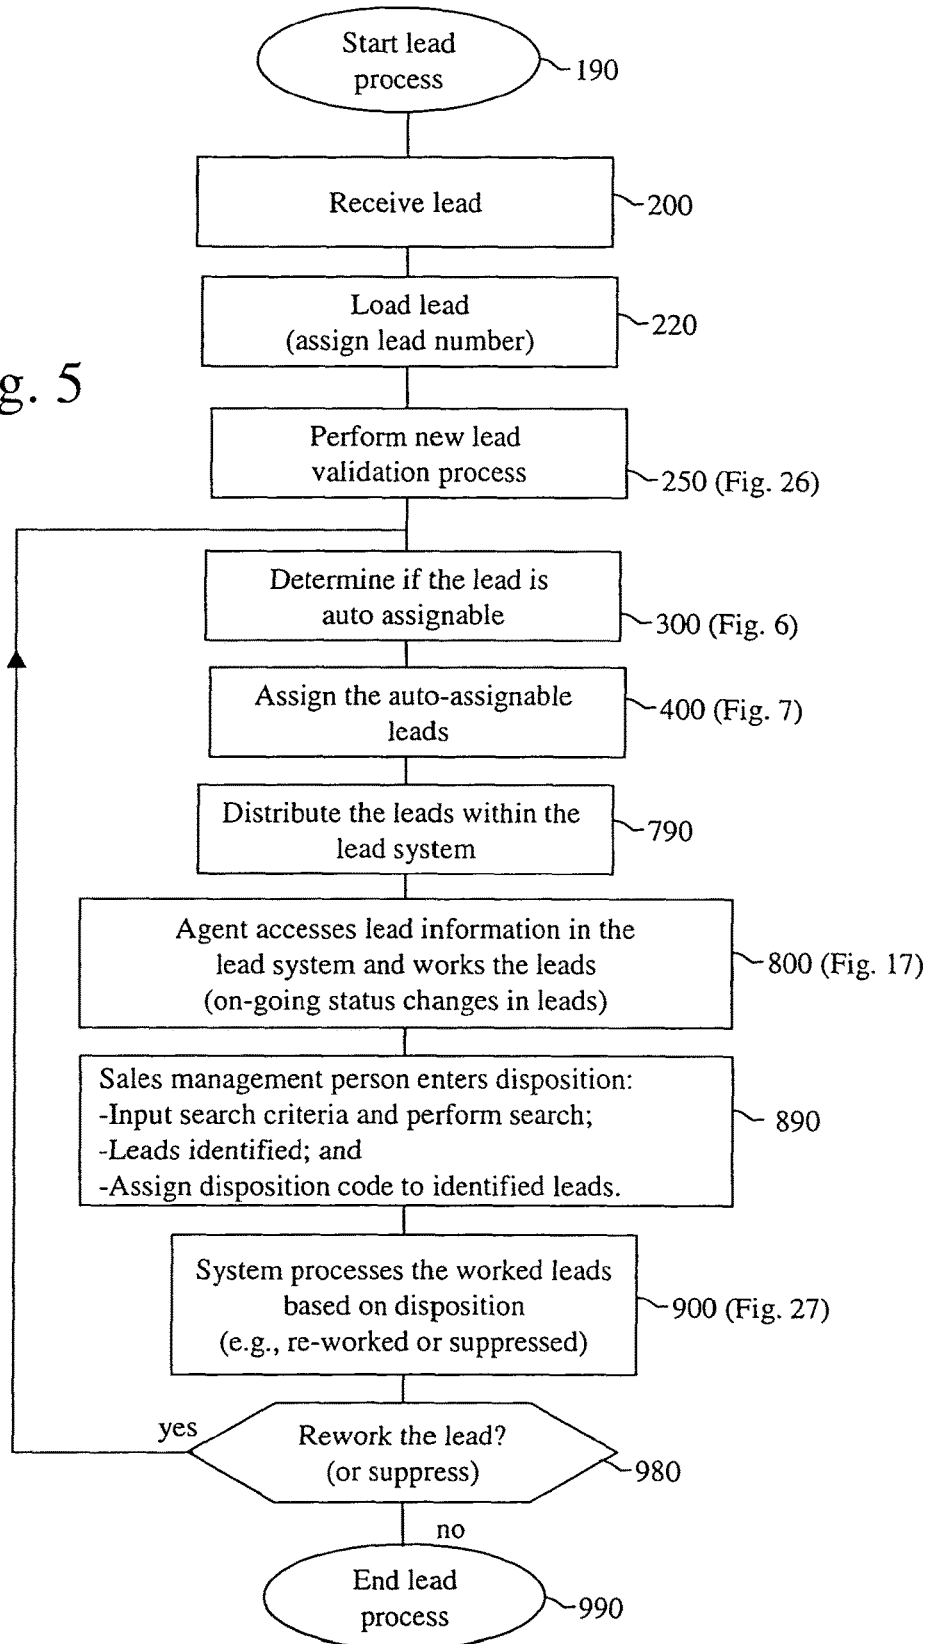 Start lead
process
190
Receive lead
200
Load lead
(assign lead number)
220
g. 5
Perform new lead
validation process
250 (Fig. 26)
Determine if the lead is
auto assignable
300 (Fig. 6)
Assign the auto-assignable
leads
400 (Fig. 7)
Distribute the leads within the
lead system
790
Agent accesses lead information in the
lead system and works the leads
(on-going status changes in leads)
800 (Fig. 17)
Sales management person enters disposition:
-Input search criteria and perform search;
-Leads identified; and
-Assign disposition code to identified leads.
890
System processes the worked leads
based on disposition
(e.g., re-worked or suppressed)
900 (Fig. 27)
yes
Rework the lead?
(or suppress)
980
no
End lead
process
990